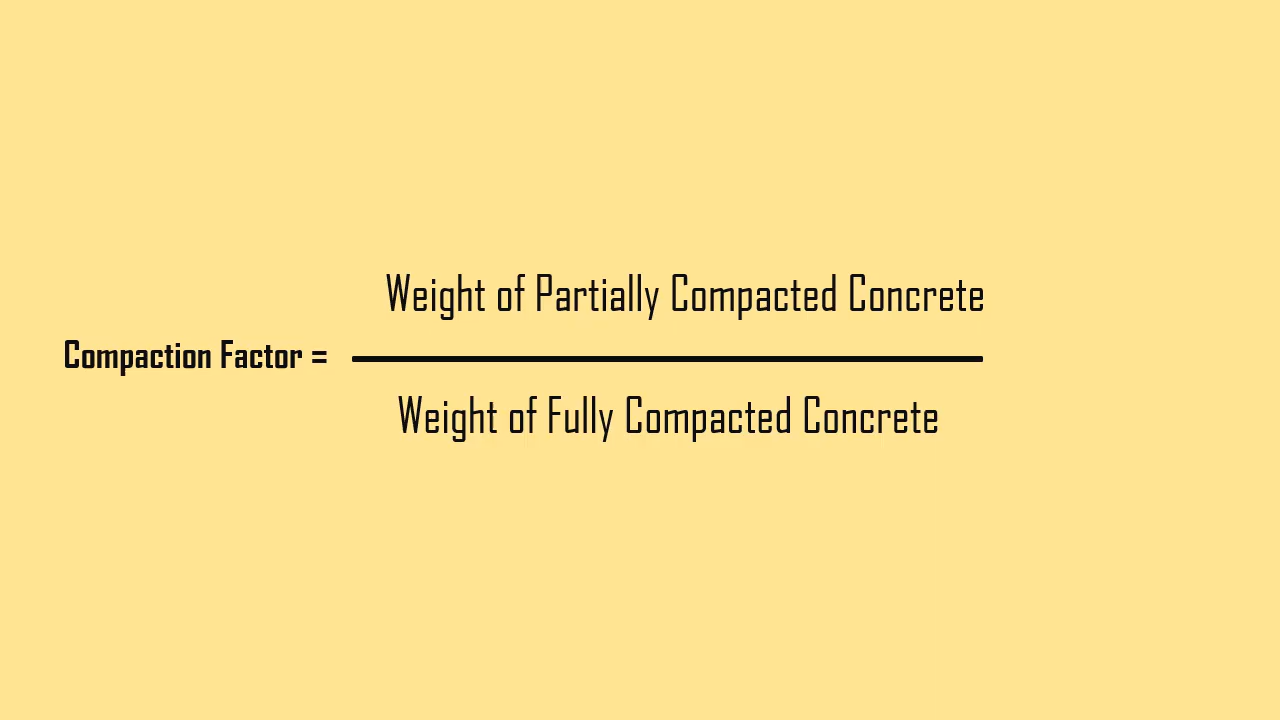 Weight of Partially Compacted Concrete
Compaction Factor =
Weight of Fully Compacted Concrete